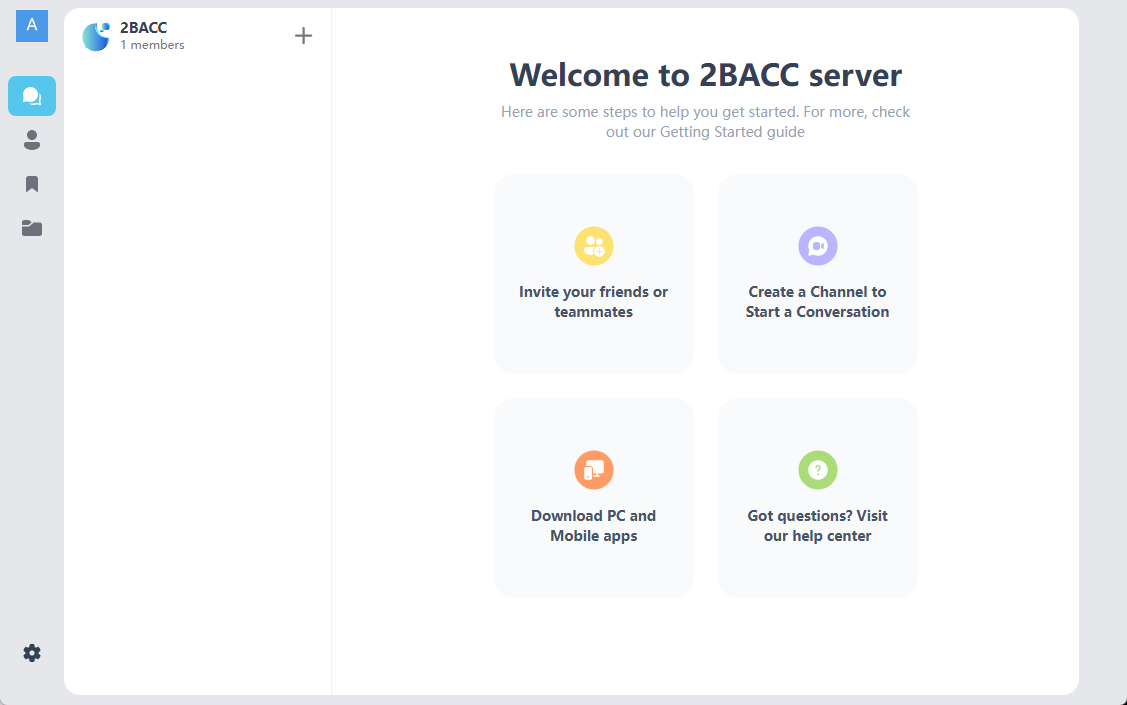 A
2BACC
1 members
Welcome to 2BACC server
Here are some steps to help you get started. For more, check
out our Getting Started guide
Invite your friends or
teammates
Create a Channel to
Start a Conversation
Download PC and
Mobile apps
?
Got questions? Visit
our help center